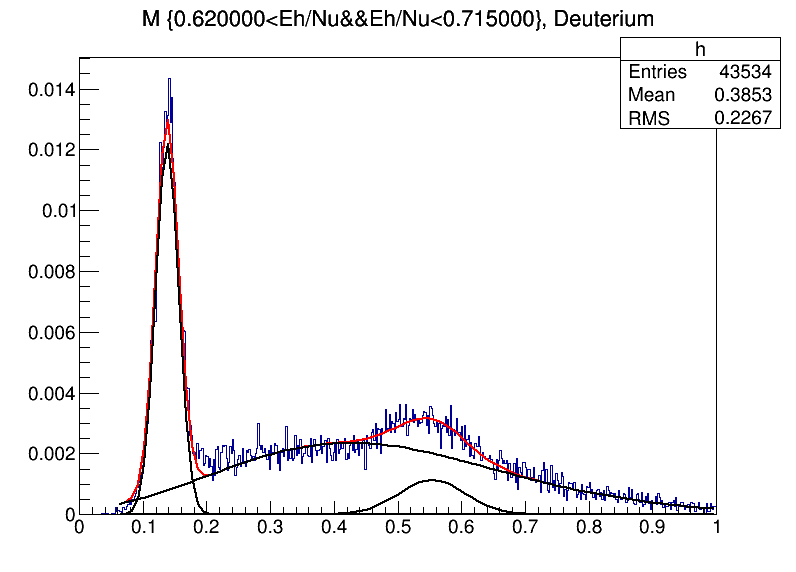 M {0.620000<Eh/Nu&&Eh/Nu<0.715000}, Deuterium
h
Entries 43534
Mean 0.3853
RMS 0.2267
0.014
0.012
0.01
0.008
0.006
0.004
0.002
0
0 0.1 0.2 0.3 0.4 0.5 0.6 0.7 0.8 0.9 1